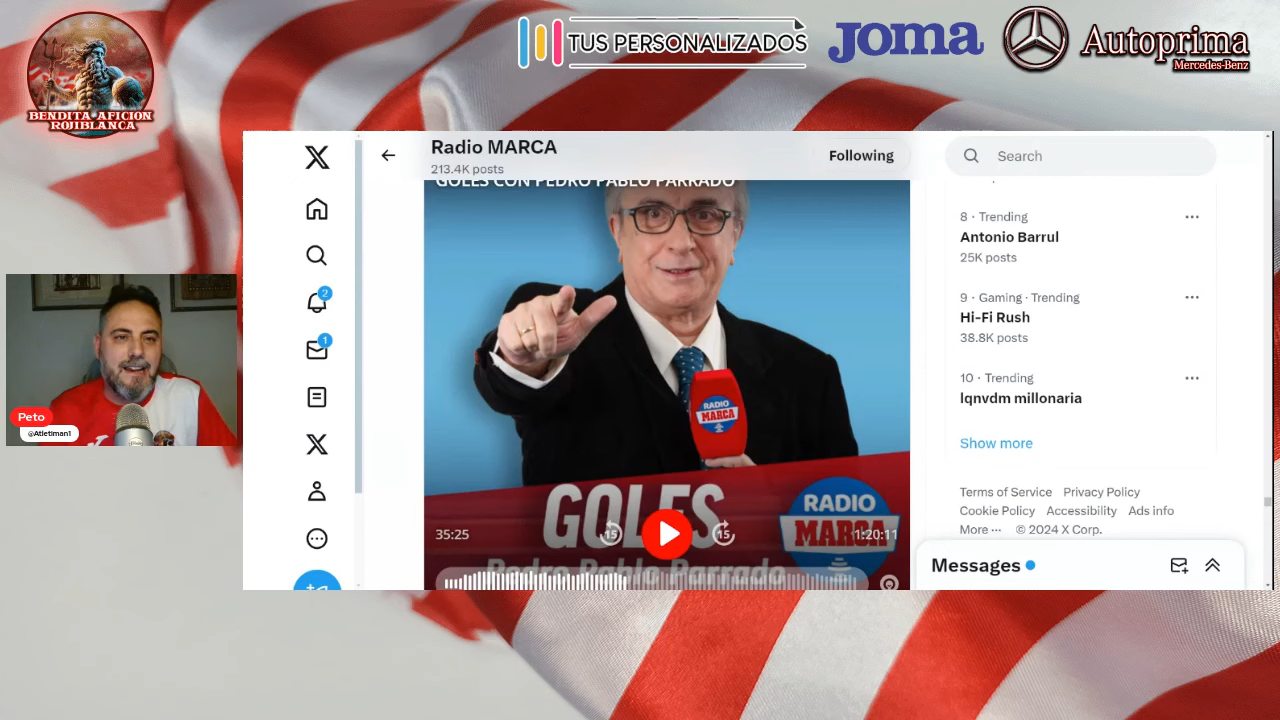 BENDITA AFICION
ROJIBLANCA
TUS PERSONALIZADOS
JOMA
Autoprima
Mercedes-Benz
Radio MARCA
213.4K posts
Following
Search
GOLES CON PEDRO PABLO PARRADO
8 · Trending
Antonio Barrul
25K posts
9 · Gaming · Trending
Hi-Fi Rush
38.8K posts
10 · Trending
lqnvdm millonaria
Show more
Terms of Service Privacy Policy
Cookie Policy Accessibility Ads info
More ··· © 2024 X Corp.
Messages
2
1
RADIO
MARCA
GOLES
Pedro Pablo Parrado
RADIO
MARCA
35:25
15
15
1:20:11
Peto
@Atletiman1